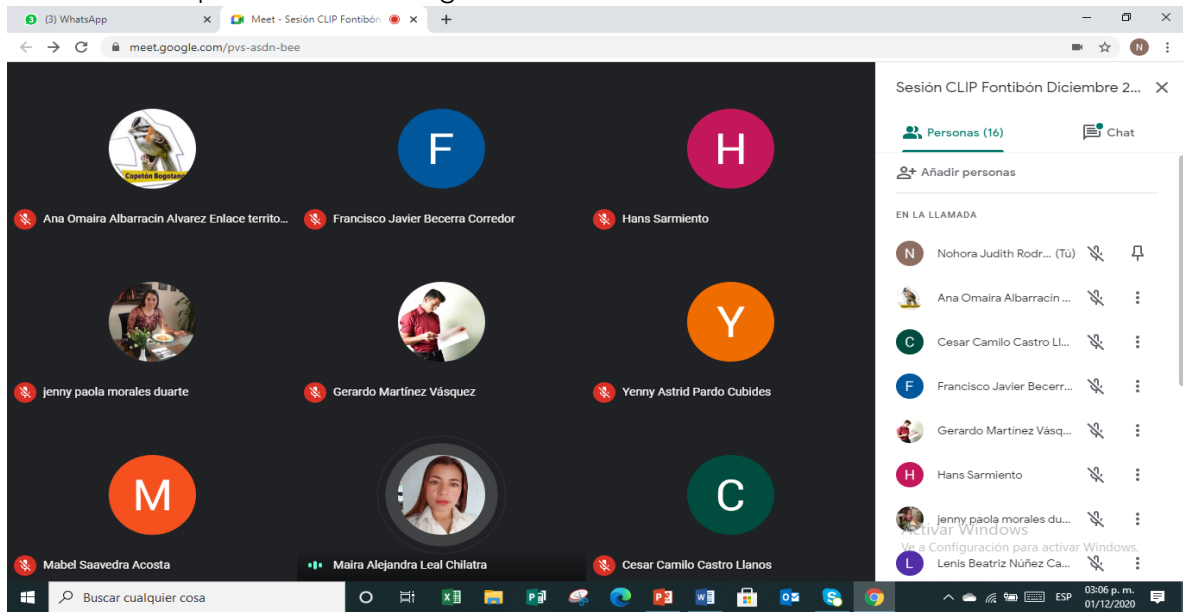 (3) WhatsApp
Meet - Sesión CLIP Fontibón
meet.google.com/pvs-asdn-bee
N
Copetón Bogotano
Ana Omaira Albarracin Alvarez Enlace territo...
F
Francisco Javier Becerra Corredor
H
Hans Sarmiento
jenny paola morales duarte
Gerardo Martínez Vásquez
Y
Yenny Astrid Pardo Cubides
M
Mabel Saavedra Acosta
Maira Alejandra Leal Chilatra
C
Cesar Camilo Castro Llanos
Sesión CLIP Fontibón Diciembre 2...
Personas (16)
Chat
Añadir personas
EN LA LLAMADA
N Nohora Judith Rodr... (Tú)
Ana Omaira Albarracin ...
C Cesar Camilo Castro Ll...
F Francisco Javier Becerr...
Gerardo Martínez Vásq...
H Hans Sarmiento
jenny paola morales du...
Activar Windows
Ve a Configuración para activar Windows.
L Lenis Beatriz Núñez Ca...
Buscar cualquier cosa
ESP
03:06 p. m.
01/12/2020